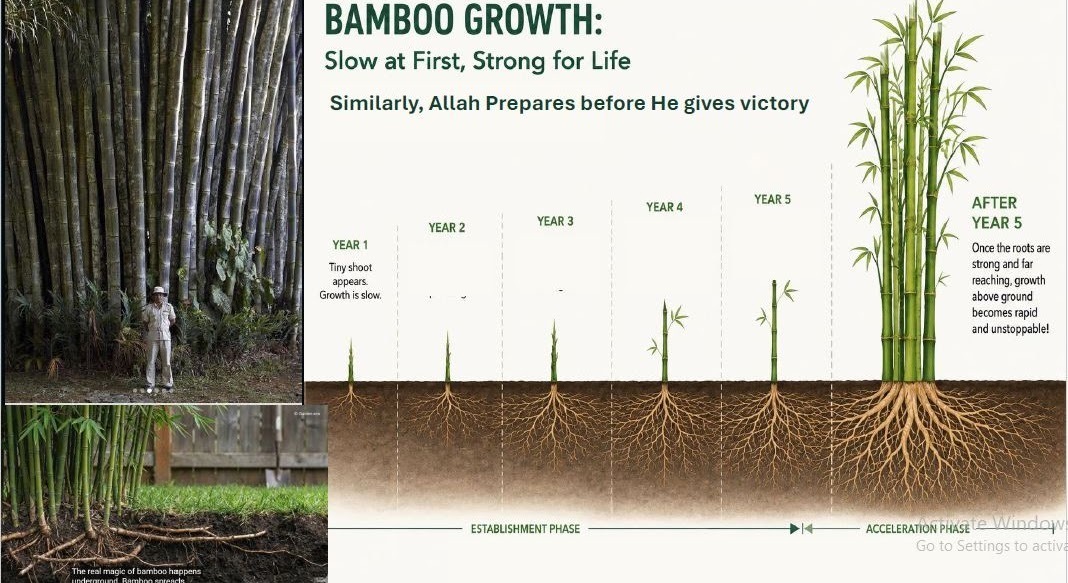 BAMBOO GROWTH:
Slow at First, Strong for Life
Similarly, Allah Prepares before He gives victory
YEAR 1
Tiny shoot
appears.
Growth is slow.
YEAR 2
YEAR 3
YEAR 4
YEAR 5
AFTER
YEAR 5
Once the roots are
strong and far
reaching, growth
above ground
becomes rapid
and unstoppable!
ESTABLISHMENT PHASE
ACCELERATION PHASE
The real magic of bamboo happens
underground. Bamboo spreads
Activate Windows
Go to Settings to activa